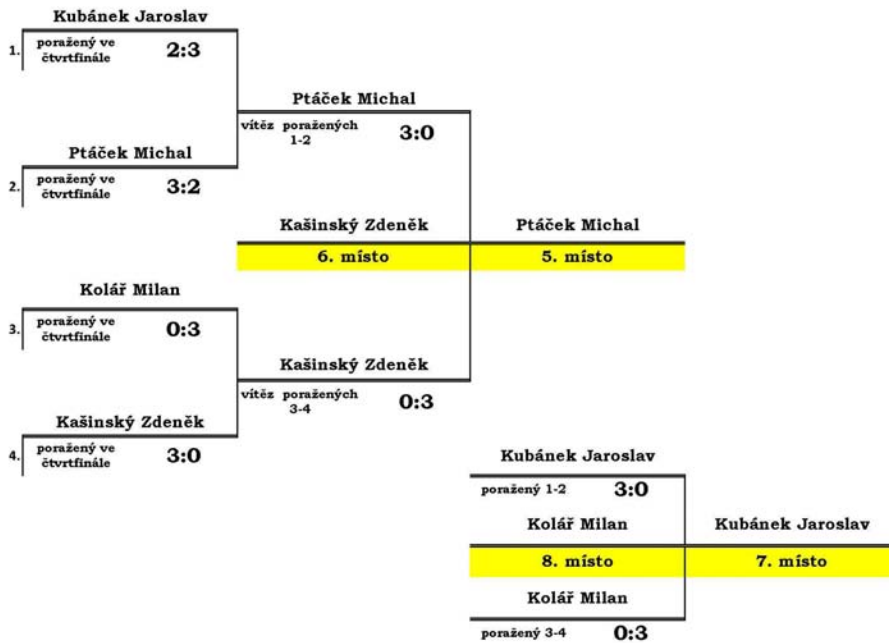 Kubánek Jaroslav
1. poražený ve
čtvrtfinále 2:3
Ptáček Michal
vítěz poražených
1-2 3:0
Ptáček Michal
2. poražený ve
čtvrtfinále 3:2
Kašinský Zdeněk Ptáček Michal
6. místo 5. místo
Kolář Milan
3. poražený ve
čtvrtfinále 0:3
Kašinský Zdeněk
vítěz poražených
3-4 0:3
Kašinský Zdeněk
4. poražený ve
čtvrtfinále 3:0
Kubánek Jaroslav
poražený 1-2 3:0
Kolář Milan Kubánek Jaroslav
8. místo 7. místo
Kolář Milan
poražený 3-4 0:3